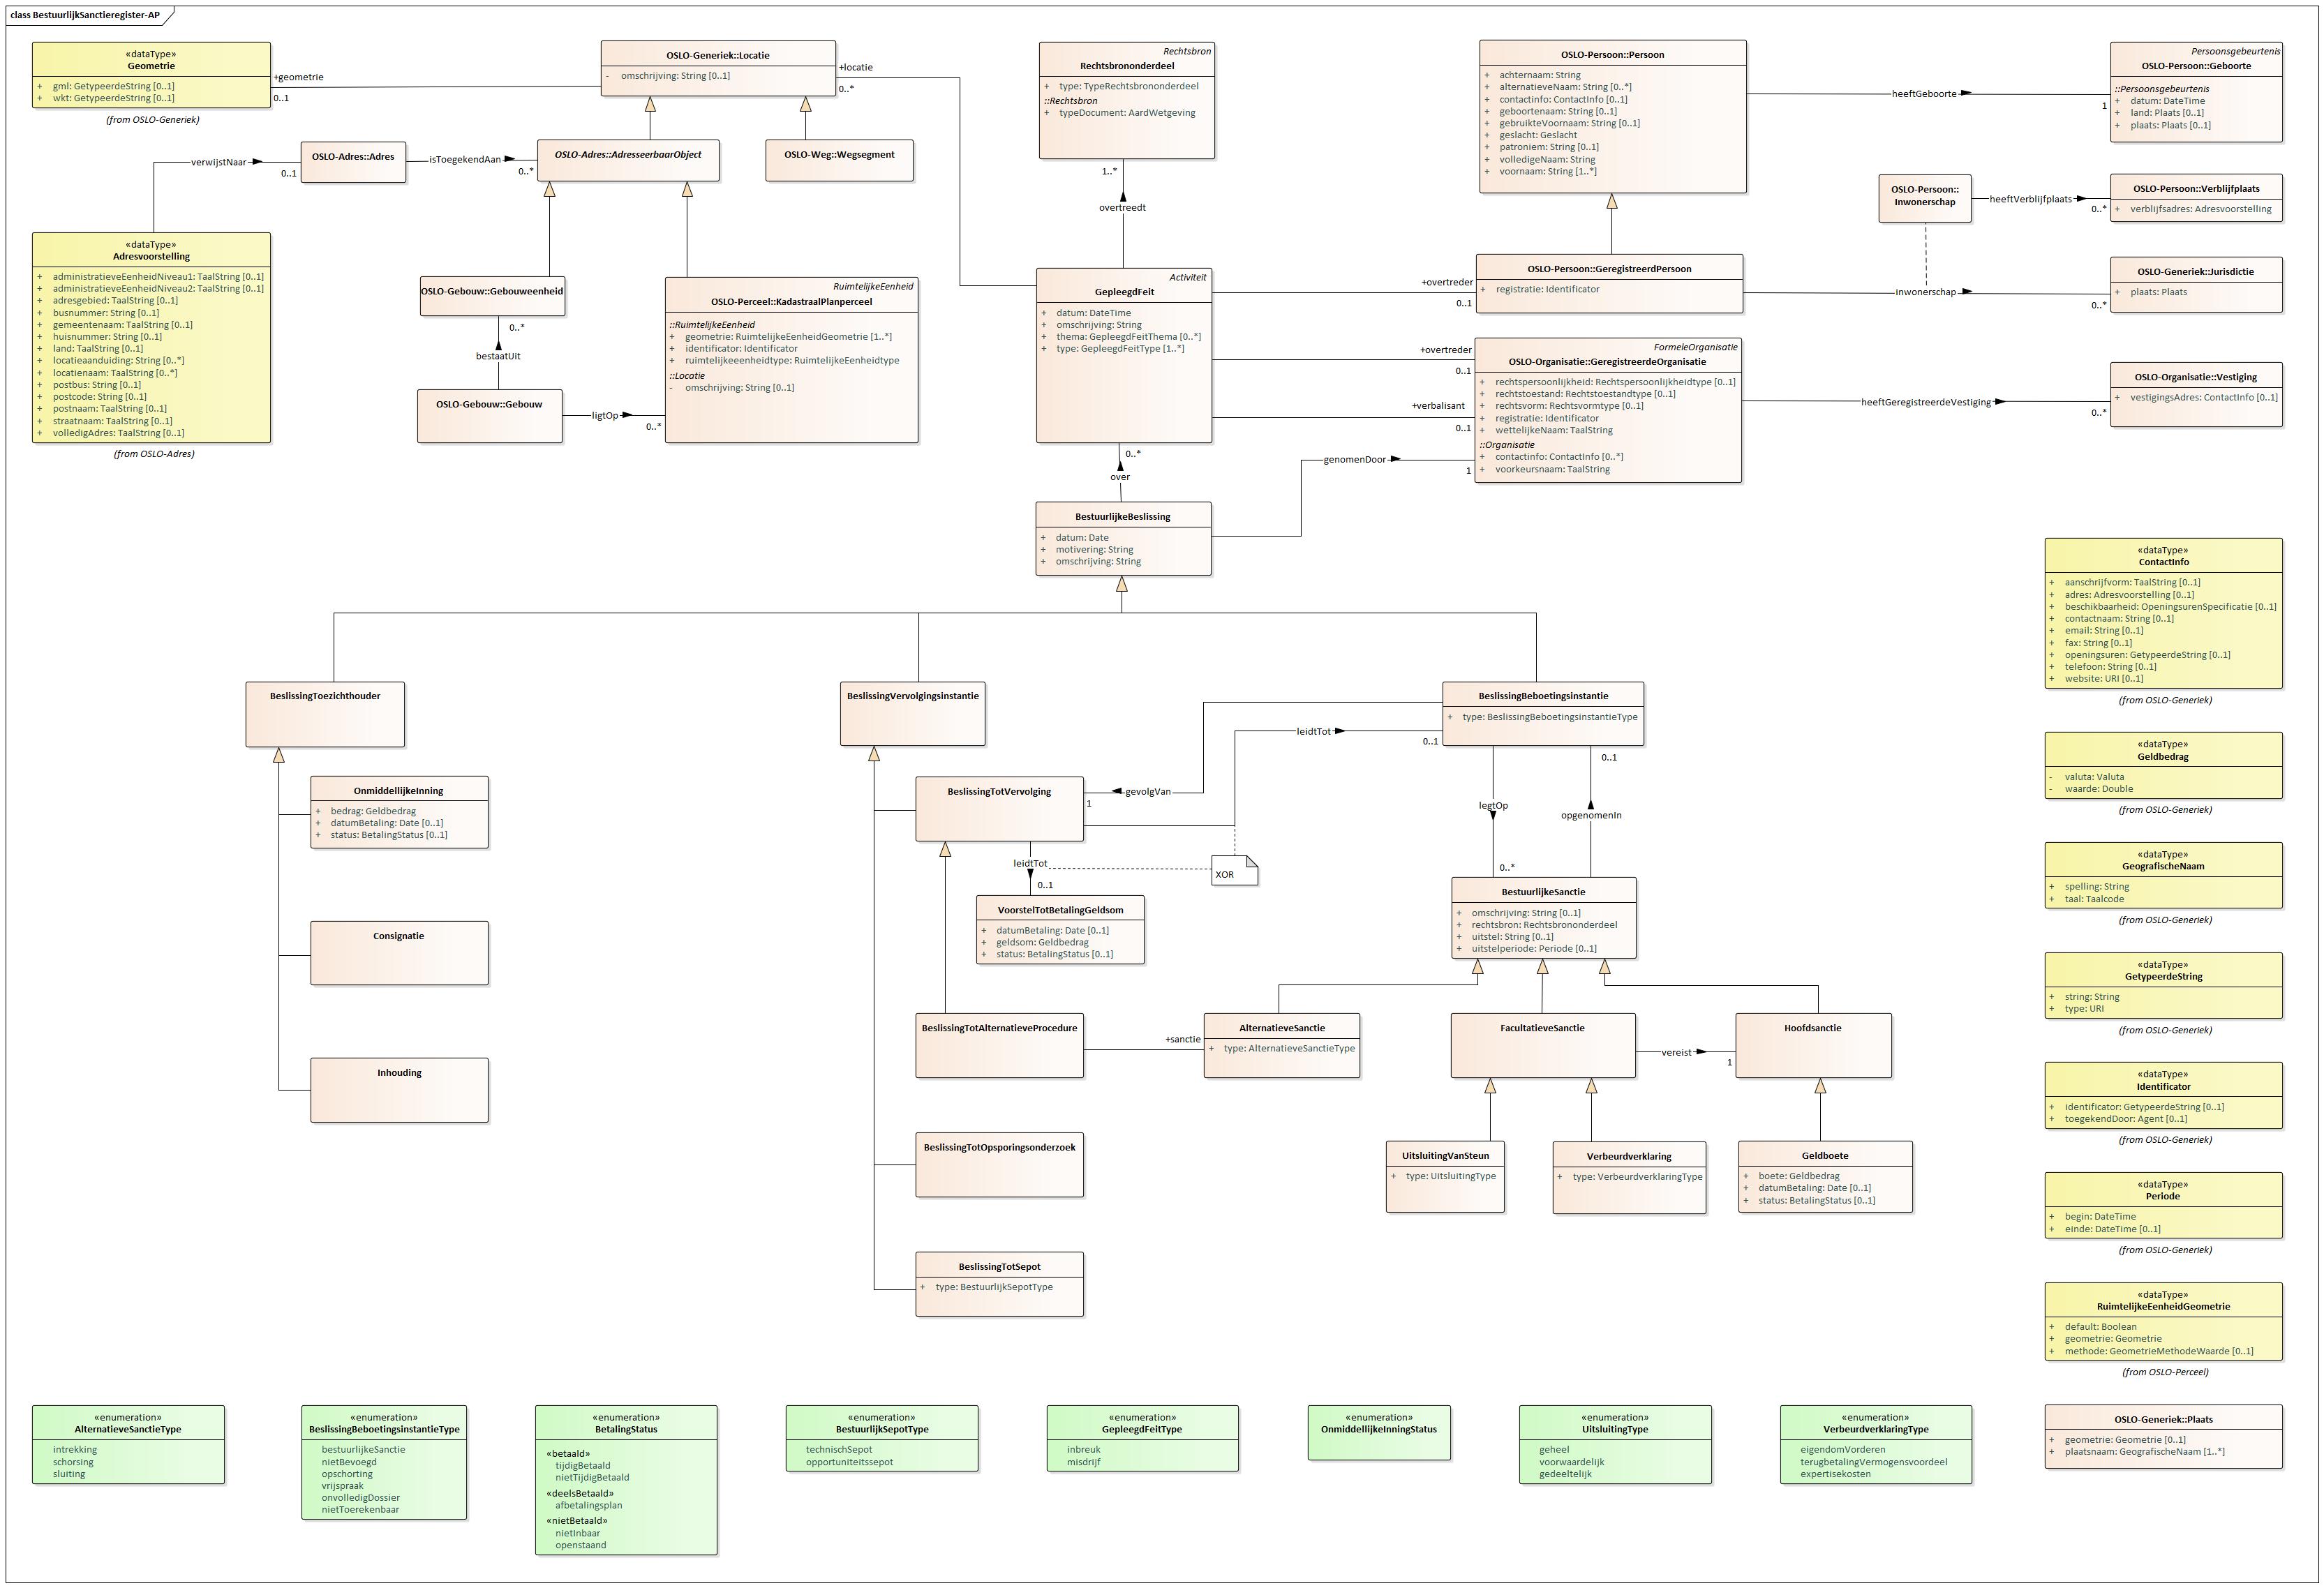 class BestuurlijkSanctieregister-AP
«dataType»
Geometrie
+ gml: GetypeerdeString [0..1]
+ wkt: GetypeerdeString [0..1]
(from OSLO-Generiek)
+geometrie
0..1
OSLO-Generiek::Locatie
- omschrijving: String [0..1]
+locatie
0..*
Rechtsbron
Rechtsbrononderdeel
+ type: TypeRechtsbrononderdeel
::Rechtsbron
+ typeDocument: AardWetgeving
1..*
overtreedt
OSLO-Persoon::Persoon
+ achternaam: String
+ alternatieveNaam: String [0..*]
+ contactinfo: ContactInfo [0..1]
+ geboortenaam: String [0..1]
+ gebruikteVoornaam: String [0..1]
+ geslacht: Geslacht
+ patroniem: String [0..1]
+ volledigeNaam: String
+ voornaam: String [1..*]
heeftGeboorte
1
Persoonsgebeurtenis
OSLO-Persoon::Geboorte
::Persoonsgebeurtenis
+ datum: DateTime
+ land: Plaats [0..1]
+ plaats: Plaats [0..1]
verwijstNaar
0..1
OSLO-Adres::Adres
isToegekendAan
0..*
OSLO-Adres::AdresseerbaarObject
OSLO-Weg::Wegsegment
OSLO-Persoon::
Inwonerschap
heeftVerblijfplaats
0..*
OSLO-Persoon::Verblijfplaats
+ verblijfsadres: Adresvoorstelling
«dataType»
Adresvoorstelling
+ administratieveEenheidNiveau1: TaalString [0..1]
+ administratieveEenheidNiveau2: TaalString [0..1]
+ adresgebied: TaalString [0..1]
+ busnummer: String [0..1]
+ gemeentenaam: TaalString [0..1]
+ huisnummer: String [0..1]
+ land: TaalString [0..1]
+ locatieaanduiding: String [0..*]
+ locatienaam: TaalString [0..*]
+ postbus: String [0..1]
+ postcode: String [0..1]
+ postnaam: TaalString [0..1]
+ straatnaam: TaalString [0..1]
+ volledigAdres: TaalString [0..1]
(from OSLO-Adres)
OSLO-Gebouw::Gebouweenheid
0..*
bestaatUit
OSLO-Gebouw::Gebouw
ligtOp
0..*
RuimtelijkeEenheid
OSLO-Perceel::KadastraalPlanperceel
::RuimtelijkeEenheid
+ geometrie: RuimtelijkeEenheidGeometrie [1..*]
+ identificator: Identificator
+ ruimtelijkeeenheidtype: RuimtelijkeEenheidtype
::Locatie
- omschrijving: String [0..1]
Activiteit
GepleegdFeit
+ datum: DateTime
+ omschrijving: String
+ thema: GepleegdFeitThema [0..*]
+ type: GepleegdFeitType [1..*]
+overtreder
0..1
OSLO-Persoon::GeregistreerdPersoon
+ registratie: Identificator
inwonerschap
0..*
OSLO-Generiek::Jurisdictie
+ plaats: Plaats
+overtreder
0..1
+verbalisant
0..1
FormeleOrganisatie
OSLO-Organisatie::GeregistreerdeOrganisatie
+ rechtspersoonlijkheid: Rechtspersoonlijkheidtype [0..1]
+ rechtstoestand: Rechtstoestandtype [0..1]
+ rechtsvorm: Rechtsvormtype [0..1]
+ registratie: Identificator
+ wettelijkeNaam: TaalString
::Organisatie
+ contactinfo: ContactInfo [0..*]
+ voorkeursnaam: TaalString
heeftGeregistreerdeVestiging
0..*
OSLO-Organisatie::Vestiging
+ vestigingsAdres: ContactInfo [0..1]
0..*
over
genomenDoor
1
BestuurlijkeBeslissing
+ datum: Date
+ motivering: String
+ omschrijving: String
«dataType»
ContactInfo
+ aanschrijfvorm: TaalString [0..1]
+ adres: Adresvoorstelling [0..1]
+ beschikbaarheid: OpeningsurenSpecificatie [0..1]
+ contactnaam: String [0..1]
+ email: String [0..1]
+ fax: String [0..1]
+ openingsuren: GetypeerdeString [0..1]
+ telefoon: String [0..1]
+ website: URI [0..1]
(from OSLO-Generiek)
BeslissingToezichthouder
BeslissingVervolgingsinstantie
BeslissingBeboetingsinstantie
+ type: BeslissingBeboetingsinstantieType
leidtTot
0..1
0..1
gevolgVan
1
legtOp
0..*
opgenomenIn
OnmiddellijkeInning
+ bedrag: Geldbedrag
+ datumBetaling: Date [0..1]
+ status: BetalingStatus [0..1]
BeslissingTotVervolging
leidtTot
0..1
XOR
VoorstelTotBetalingGeldsom
+ datumBetaling: Date [0..1]
+ geldsom: Geldbedrag
+ status: BetalingStatus [0..1]
«dataType»
Geldbedrag
- valuta: Valuta
- waarde: Double
(from OSLO-Generiek)
BestuurlijkeSanctie
+ omschrijving: String [0..1]
+ rechtsbron: Rechtsbrononderdeel
+ uitstel: String [0..1]
+ uitstelperiode: Periode [0..1]
«dataType»
GeografischeNaam
+ spelling: String
+ taal: Taalcode
(from OSLO-Generiek)
Consignatie
«dataType»
GetypeerdeString
+ string: String
+ type: URI
(from OSLO-Generiek)
Inhouding
BeslissingTotAlternatieveProcedure
+sanctie
AlternatieveSanctie
+ type: AlternatieveSanctieType
FacultatieveSanctie
vereist
1
Hoofdsanctie
«dataType»
Identificator
+ identificator: GetypeerdeString [0..1]
+ toegekendDoor: Agent [0..1]
(from OSLO-Generiek)
BeslissingTotOpsporingsonderzoek
UitsluitingVanSteun
+ type: UitsluitingType
Verbeurdverklaring
+ type: VerbeurdverklaringType
Geldboete
+ boete: Geldbedrag
+ datumBetaling: Date [0..1]
+ status: BetalingStatus [0..1]
«dataType»
Periode
+ begin: DateTime
+ einde: DateTime [0..1]
(from OSLO-Generiek)
BeslissingTotSepot
+ type: BestuurlijkSepotType
«dataType»
RuimtelijkeEenheidGeometrie
+ default: Boolean
+ geometrie: Geometrie
+ methode: GeometrieMethodeWaarde [0..1]
(from OSLO-Perceel)
«enumeration»
AlternatieveSanctieType
intrekking
schorsing
sluiting
«enumeration»
BeslissingBeboetingsinstantieType
bestuurlijkeSanctie
nietBevoegd
opschorting
vrijspraak
onvolledigDossier
nietToerekenbaar
«enumeration»
BetalingStatus
«betaald»
tijdigBetaald
nietTijdigBetaald
«deelsBetaald»
afbetalingsplan
«nietBetaald»
nietInbaar
openstaand
«enumeration»
BestuurlijkSepotType
technischSepot
opportuniteitssepot
«enumeration»
GepleegdFeitType
inbreuk
misdrijf
«enumeration»
OnmiddellijkeInningStatus
«enumeration»
UitsluitingType
geheel
voorwaardelijk
gedeeltelijk
«enumeration»
VerbeurdverklaringType
eigendomVorderen
terugbetalingVermogensvoordeel
expertisekosten
OSLO-Generiek::Plaats
+ geometrie: Geometrie [0..1]
+ plaatsnaam: GeografischeNaam [1..*]